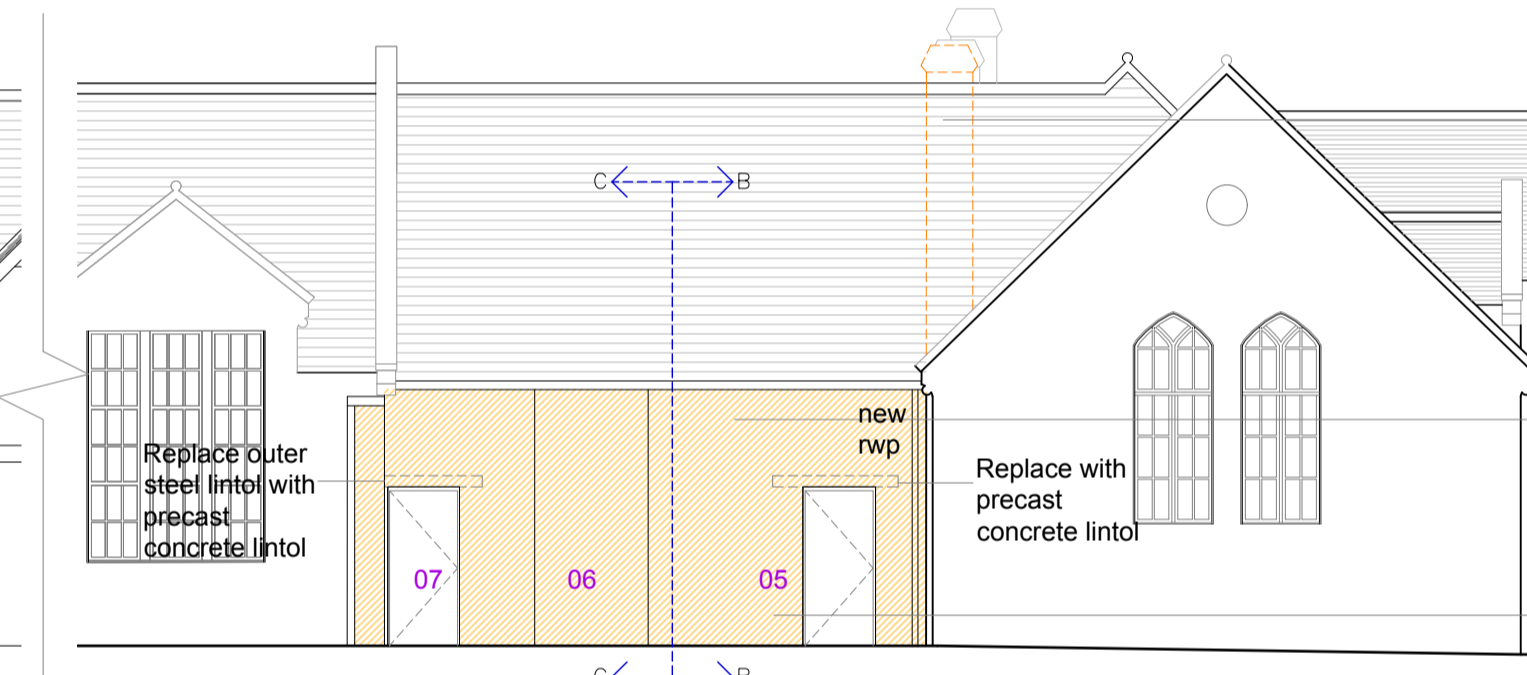 C B
new
rwp
Replace outer
steel lintol with
precast
concrete lintol
Replace with
precast
concrete lintol
07 06 05
C B